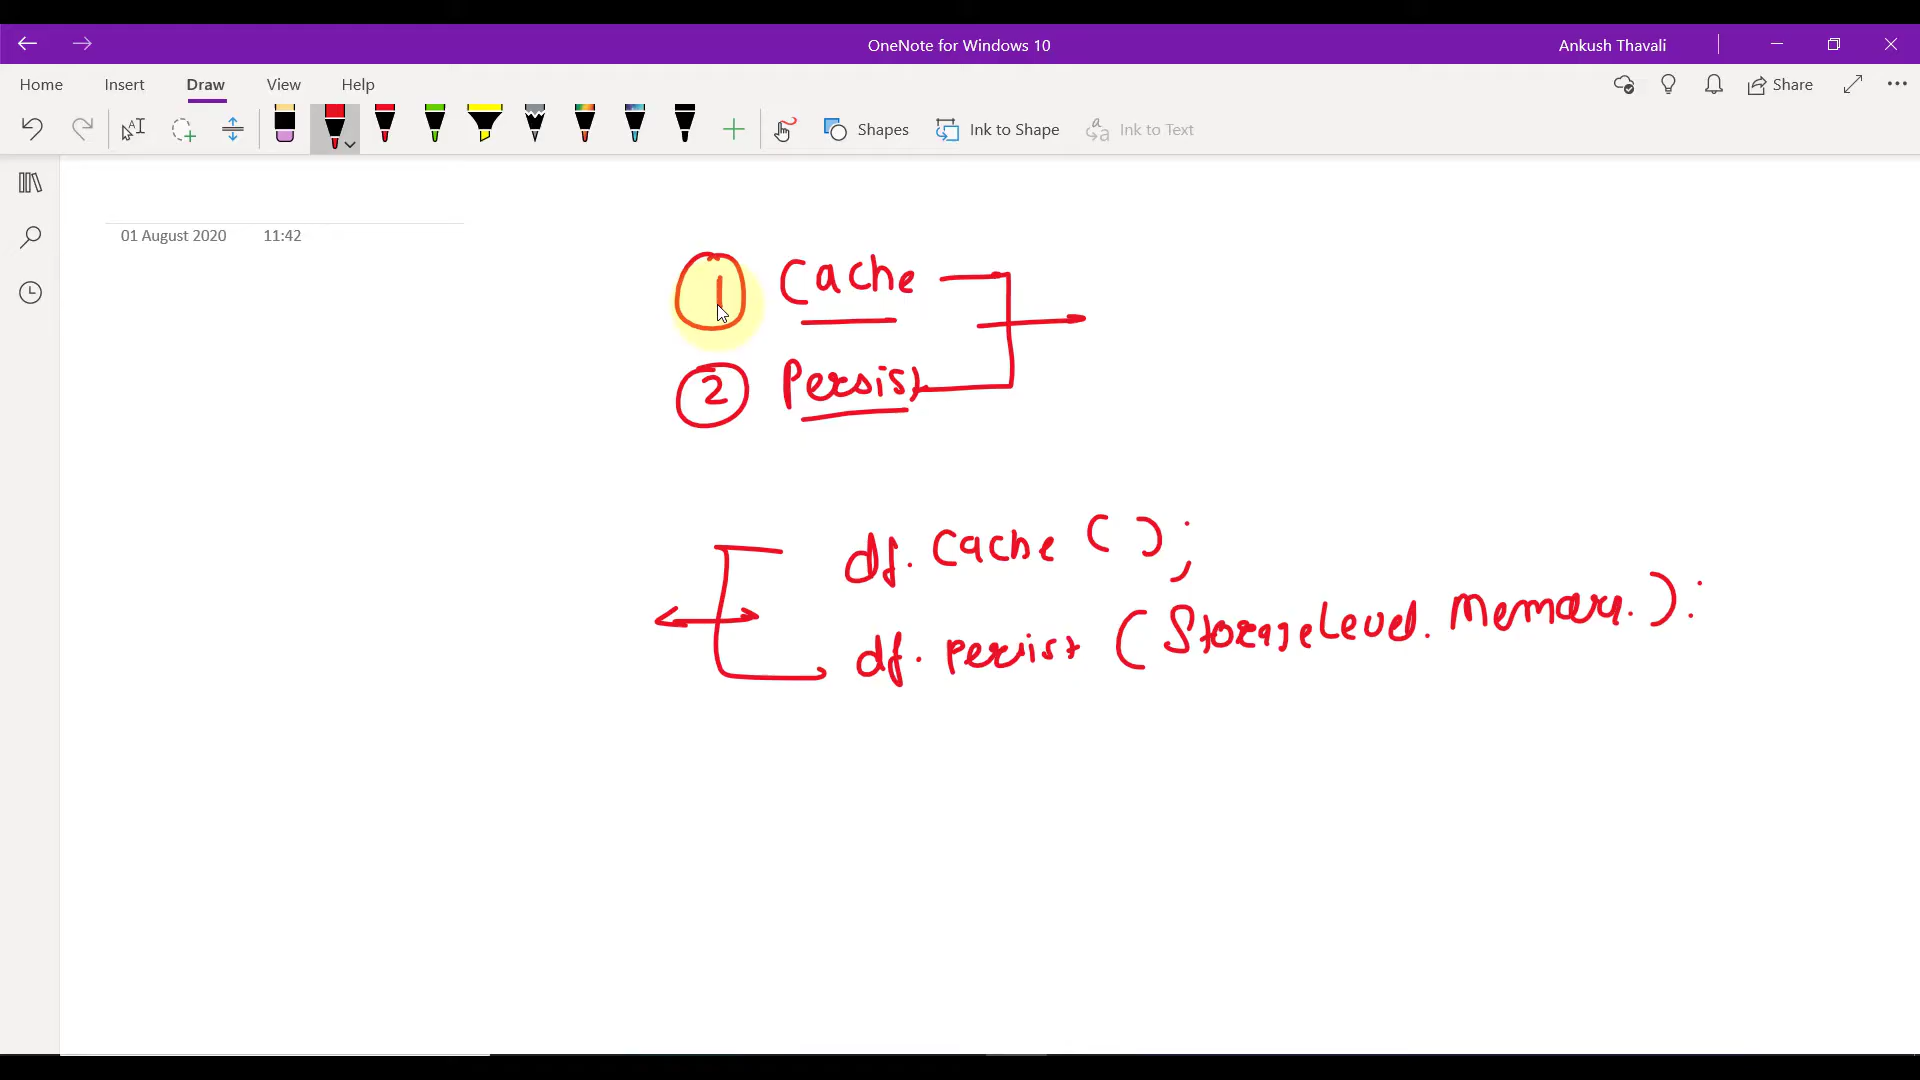 OneNote for Windows 10
Ankush Thavali
Home Insert Draw View Help
Share
Shapes Ink to Shape Ink to Text
01 August 2020 11:42
1 Cache
2 Persist
df. Cache ( );
df. persist (StorageLevel. Memory. );